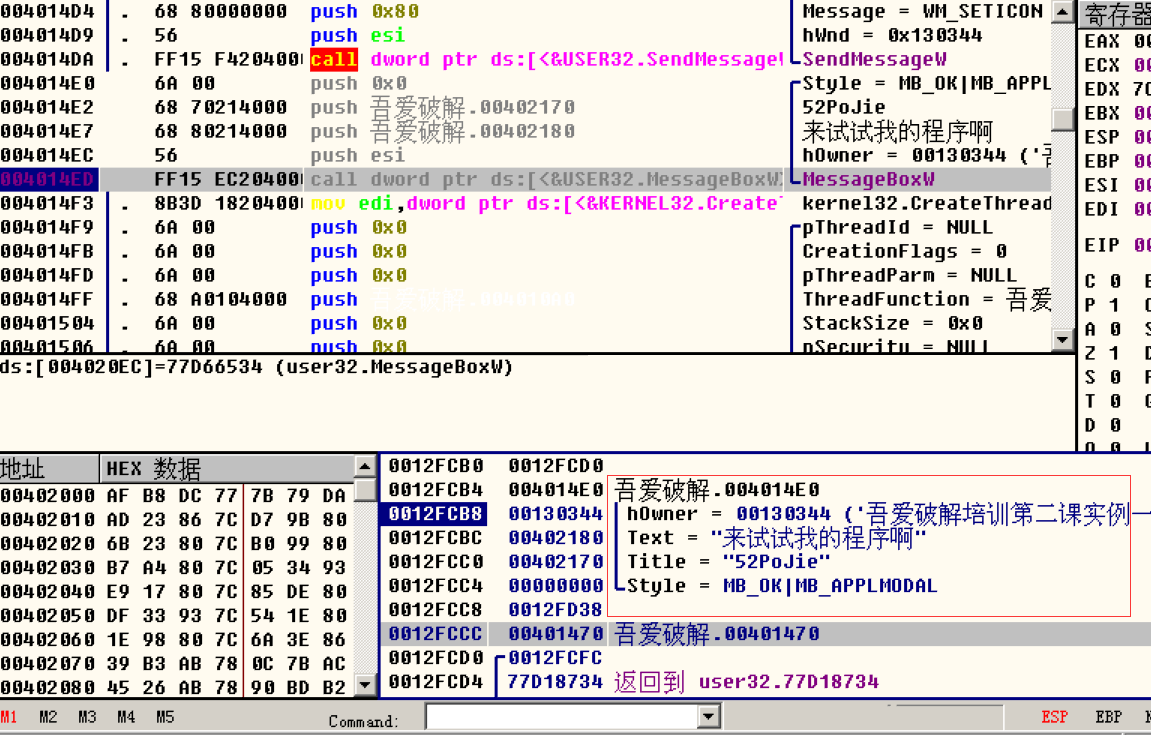 004014D4 . 68 80000000 push 0x80 Message = WM_SETICON
004014D9 . 56 push esi hWnd = 0x130344
004014DA . FF15 F4204000 call dword ptr ds:[<&USER32.SendMessageW SendMessageW
004014E0 6A 00 push 0x0 Style = MB_OK|MB_APPL
004014E2 68 70214000 push 吾爱破解.00402170 52PoJie
004014E7 68 80214000 push 吾爱破解.00402180 来试试我的程序啊
004014EC 56 push esi hOwner = 00130344 ('吾
004014ED FF15 EC204000 call dword ptr ds:[<&USER32.MessageBoxW> MessageBoxW
004014F3 . 8B3D 18204000 mov edi,dword ptr ds:[<&KERNEL32.CreateT kernel32.CreateThread
004014F9 . 6A 00 push 0x0 pThreadId = NULL
004014FB . 6A 00 push 0x0 CreationFlags = 0
004014FD . 6A 00 push 0x0 pThreadParm = NULL
004014FF . 68 A0104000 push ThreadFunction = 吾爱
00401504 . 6A 00 push 0x0 StackSize = 0x0
00401506 . 6A 00 push 0x0 pSecurity = NULL
寄存器
EAX 00
ECX 00
EDX 7C
EBX 00
ESP 00
EBP 00
ESI 00
EDI 00
EIP 00
C 0
P 1
A 0
Z 1
S 0
T 0
D 0
O 0
ds:[004020EC]=77D66534 (user32.MessageBoxW)
地址 HEX 数据
00402000 AF B8 DC 77 7B 79 DA
00402010 AD 23 86 7C D7 9B 80
00402020 6B 23 80 7C B0 99 80
00402030 B7 A4 80 7C 05 34 93
00402040 E9 17 80 7C 85 DE 80
00402050 DF 33 93 7C 54 1E 80
00402060 1E 98 80 7C 6A 3E 86
00402070 39 B3 AB 78 0C 7B AC
00402080 45 26 AB 78 90 BD B2
0012FCB0 0012FCD0
0012FCB4 004014E0 吾爱破解.004014E0
0012FCB8 00130344 hOwner = 00130344 ('吾爱破解培训第二课实例一
0012FCBC 00402180 Text = "来试试我的程序啊"
0012FCC0 00402170 Title = "52PoJie"
0012FCC4 00000000 Style = MB_OK|MB_APPLMODAL
0012FCC8 0012FD38
0012FCCC 00401470 吾爱破解.00401470
0012FCD0 0012FCFC
0012FCD4 77D18734 返回到 user32.77D18734
M1 M2 M3 M4 M5 Command: ESP EBP